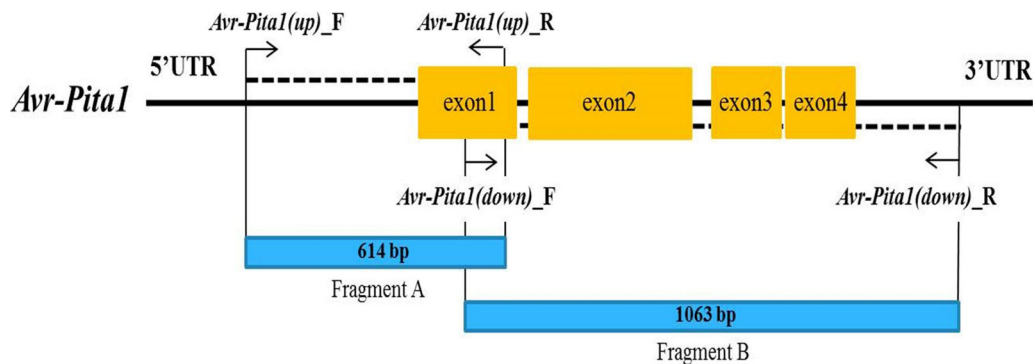 Avr-Pita1(up)_F
Avr-Pita1(up)_R
5’UTR
3’UTR
Avr-Pita1
exon1
exon2
exon3
exon4
Avr-Pita1(down)_F
Avr-Pita1(down)_R
614 bp
Fragment A
1063 bp
Fragment B